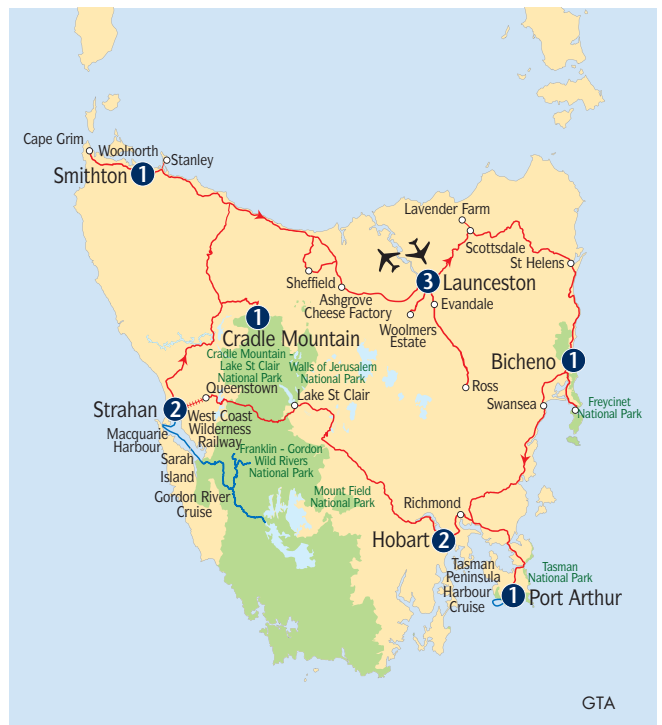 Cape Grim
Woolnorth
Stanley
Smithton
1
Lavender Farm
Scottsdale
St Helens
3
Launceston
Sheffield
Ashgrove
Cheese Factory
Evandale
Woolmers
Estate
1
Cradle Mountain
Cradle Mountain -
Lake St Clair
National Park
Walls of Jerusalem
National Park
Bicheno
1
Ross
Queenstown
Lake St Clair
Swansea
Freycinet
National Park
Strahan
2
West Coast
Wilderness
Railway
Macquarie
Harbour
Sarah
Island
Franklin - Gordon
Wild Rivers
National Park
Gordon River
Cruise
Mount Field
National Park
Richmond
Hobart
2
Tasman
Peninsula
Harbour
Cruise
Tasman
National Park
1
Port Arthur
GTA